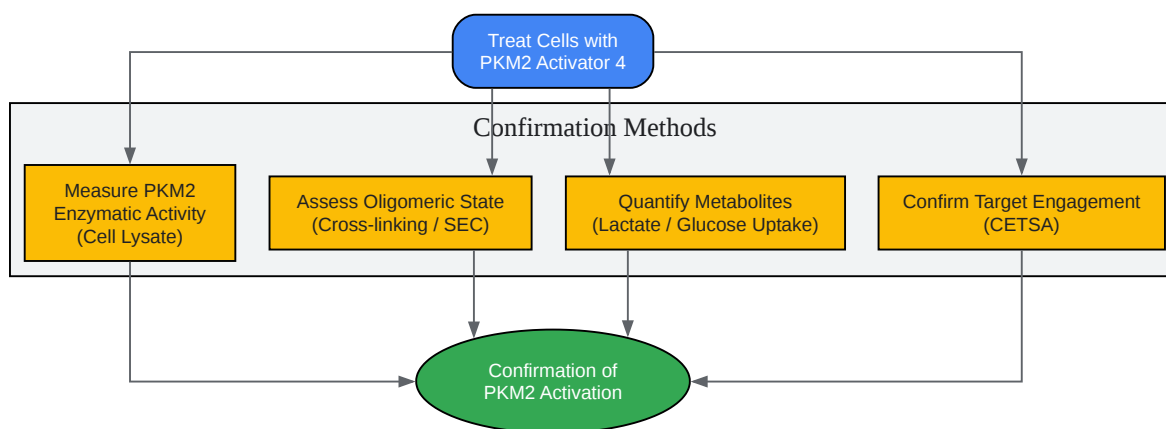 Treat Cells with
PKM2 Activator 4
Confirmation Methods
Measure PKM2
Enzymatic Activity
(Cell Lysate)
Assess Oligomeric State
(Cross-linking / SEC)
Quantify Metabolites
(Lactate / Glucose Uptake)
Confirm Target Engagement
(CETSA)
Confirmation of
PKM2 Activation